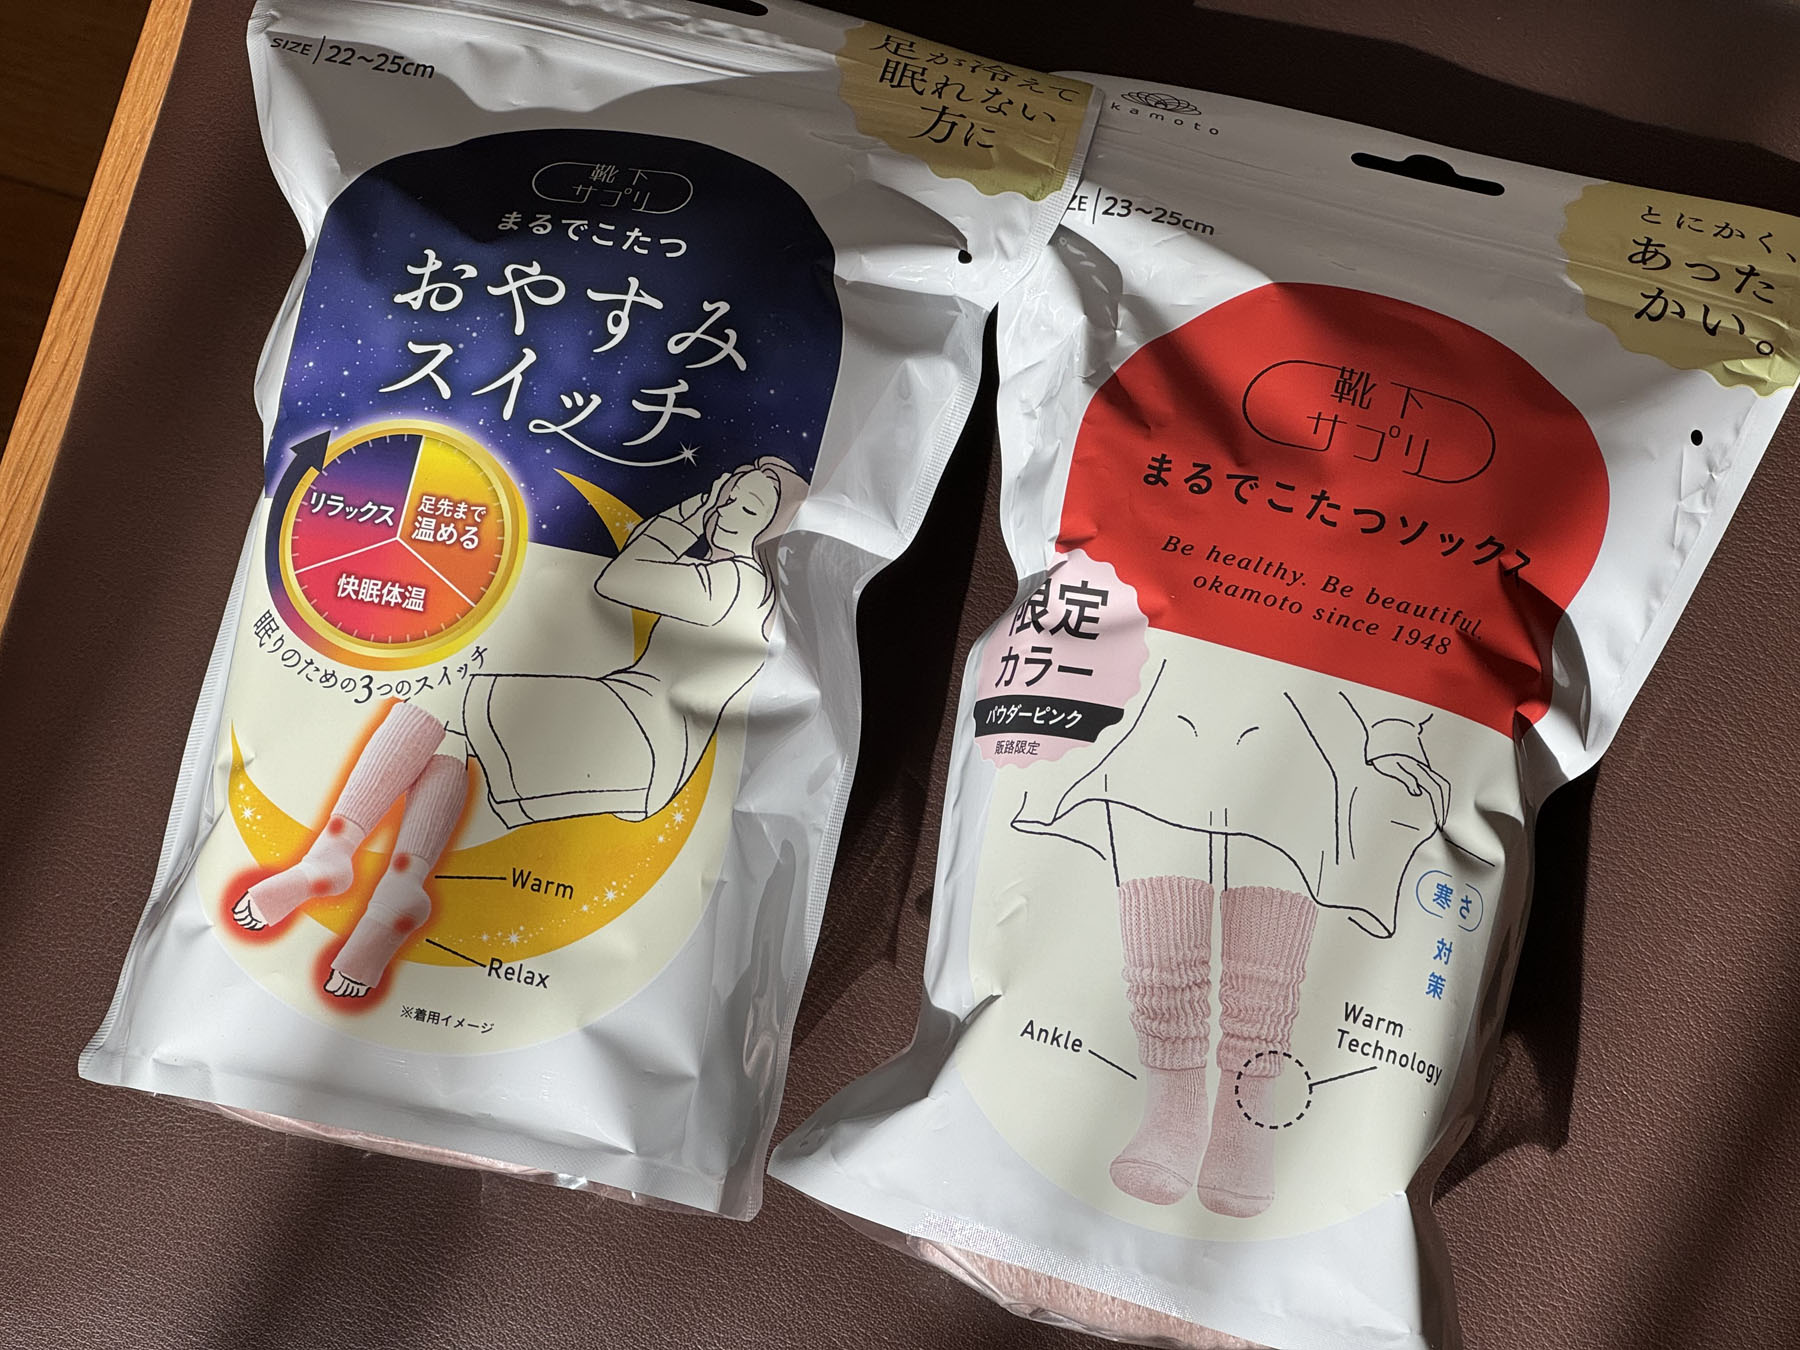 SIZE | 22~25cm
足が冷えて
眠れない
方に
靴下
サプリ
まるでこたつ
おやすみ
スイッチ
リラックス
足先まで
温める
快眠体温
眠りのための3つのスイッチ
Warm
Relax
※着用イメージ
kamoto
ZE | 23~25cm
とにかく、
あった
かい。
靴下
サプリ
まるでこたつソックス
Be healthy. Be beautiful.
okamoto since 1948
限定
カラー
パウダーピンク
販路限定
寒さ
対
策
Ankle
Warm
Technology